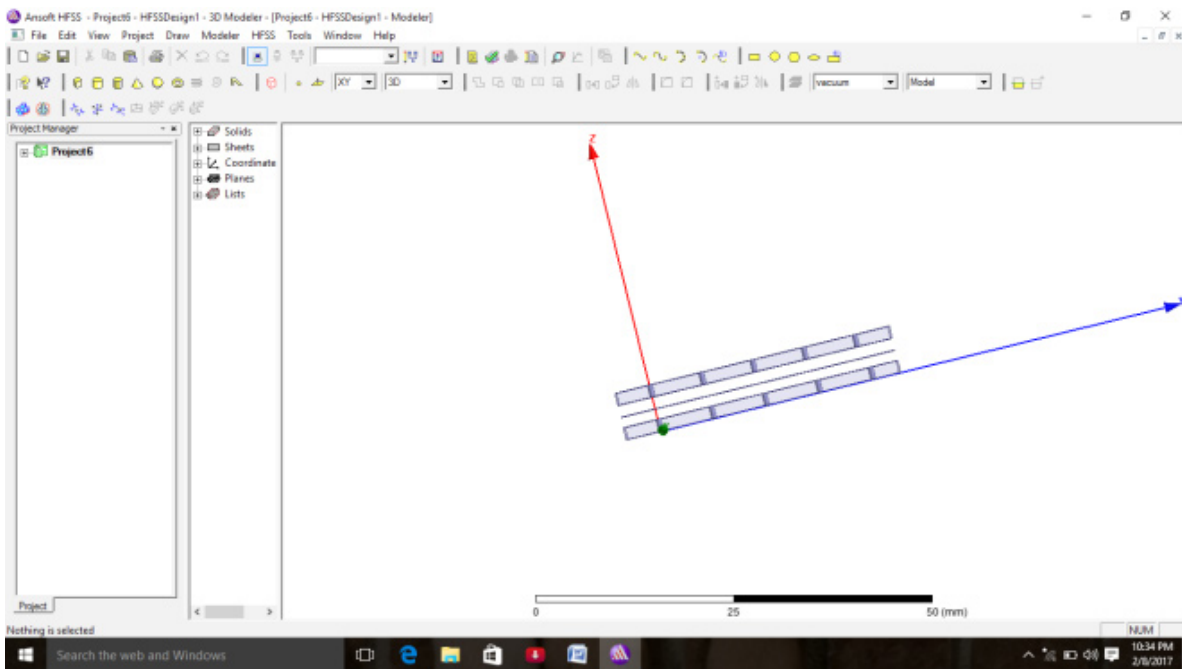 Ansoft HFSS - Project6 - HFSSDesign1 - 3D Modeler - [Project6 - HFSSDesign1 - Modeler]
File Edit View Project Draw Modeler HFSS Tools Window Help
XY 3D vacuum Model
Project Manager
Project6
Solids
Sheets
Coordinate
Planes
Lists
Z
0 25 50 (mm)
Project
Nothing is selected
NUM
Search the web and Windows
10:34 PM
2/8/2017